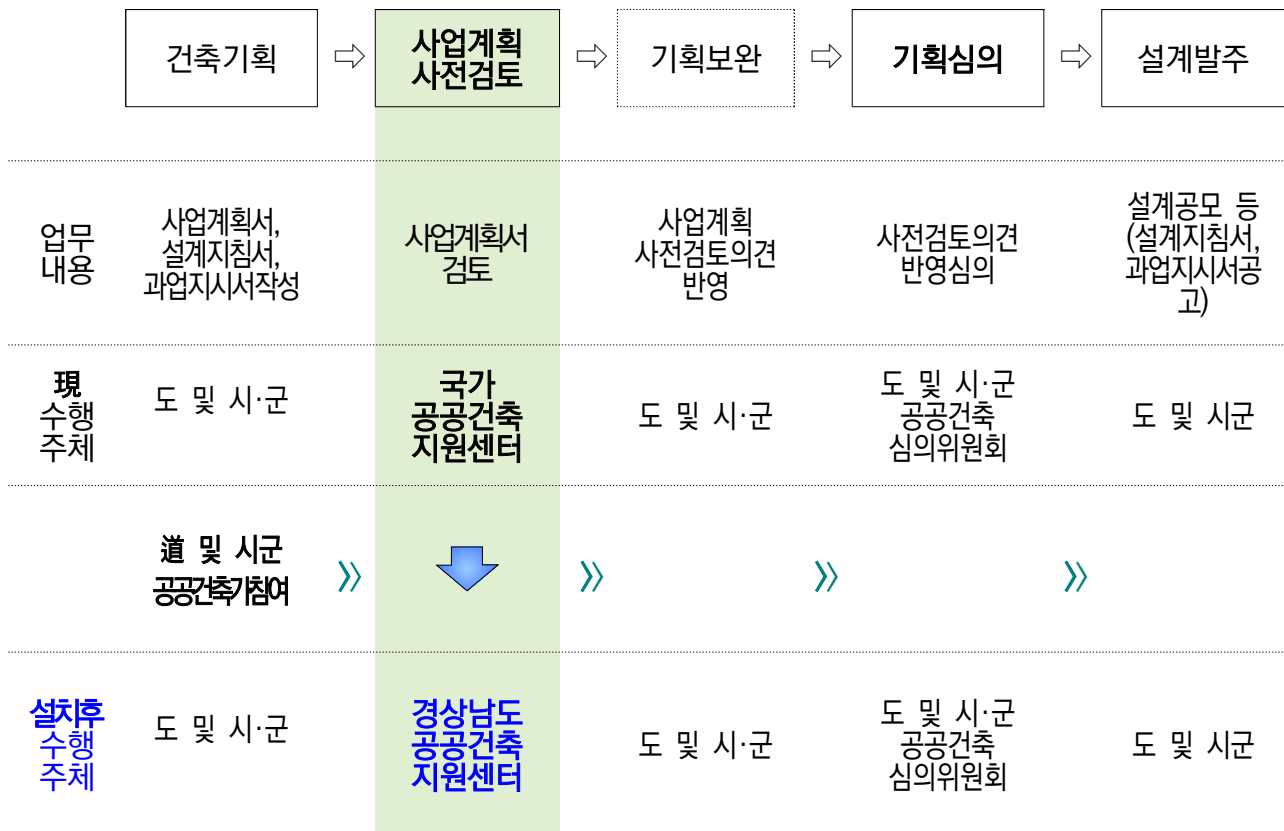 건축기획 ⇨ 사업계획
사전검토 ⇨ 기획보완 ⇨ 기획심의 ⇨ 설계발주
업무
내용
사업계획서,
설계지침서,
과업지시서작성
사업계획서
검토
사업계획
사전검토의견
반영
사전검토의견
반영심의
설계공모 등
(설계지침서,
과업지시서공
고)
現
수행
주체
도 및 시·군
국가
공공건축
지원센터
도 및 시·군
도 및 시·군
공공건축
심의위원회
도 및 시군
道 및 시군
공공건축가참여
설치후
수행
주체
도 및 시·군
경상남도
공공건축
지원센터
도 및 시·군
도 및 시·군
공공건축
심의위원회
도 및 시군